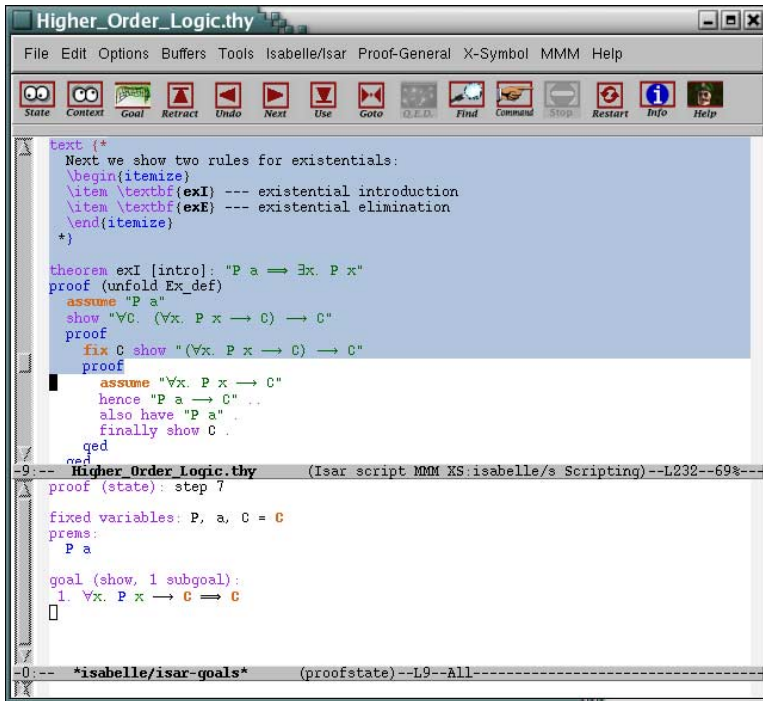 Higher_Order_Logic.thy
File Edit Options Buffers Tools Isabelle/Isar Proof-General X-Symbol MMM Help
State Context Goal Retract Undo Next Use Goto Q.E.D. Find Command Stop Restart Info Help
text {*
Next we show two rules for existentials:
\begin{itemize}
\item \textbf{exI} --- existential introduction
\item \textbf{exE} --- existential elimination
\end{itemize}
*}
theorem exI [intro]: "P a ⟹ ∃x. P x"
proof (unfold Ex_def)
assume "P a"
show "∀C. (∀x. P x ⟶ C) ⟶ C"
proof
fix C show "(∀x. P x ⟶ C) ⟶ C"
proof
assume "∀x. P x ⟶ C"
hence "P a ⟶ C" ..
also have "P a" .
finally show C .
qed
qed
-9:-- Higher_Order_Logic.thy (Isar script MMM XS:isabelle/s Scripting)--L232--69%---
proof (state): step 7
fixed variables: P, a, C = C
prems:
P a
goal (show, 1 subgoal):
1. ∀x. P x ⟶ C ⟹ C
-0:-- *isabelle/isar-goals* (proofstate)--L9--All----------------------------------